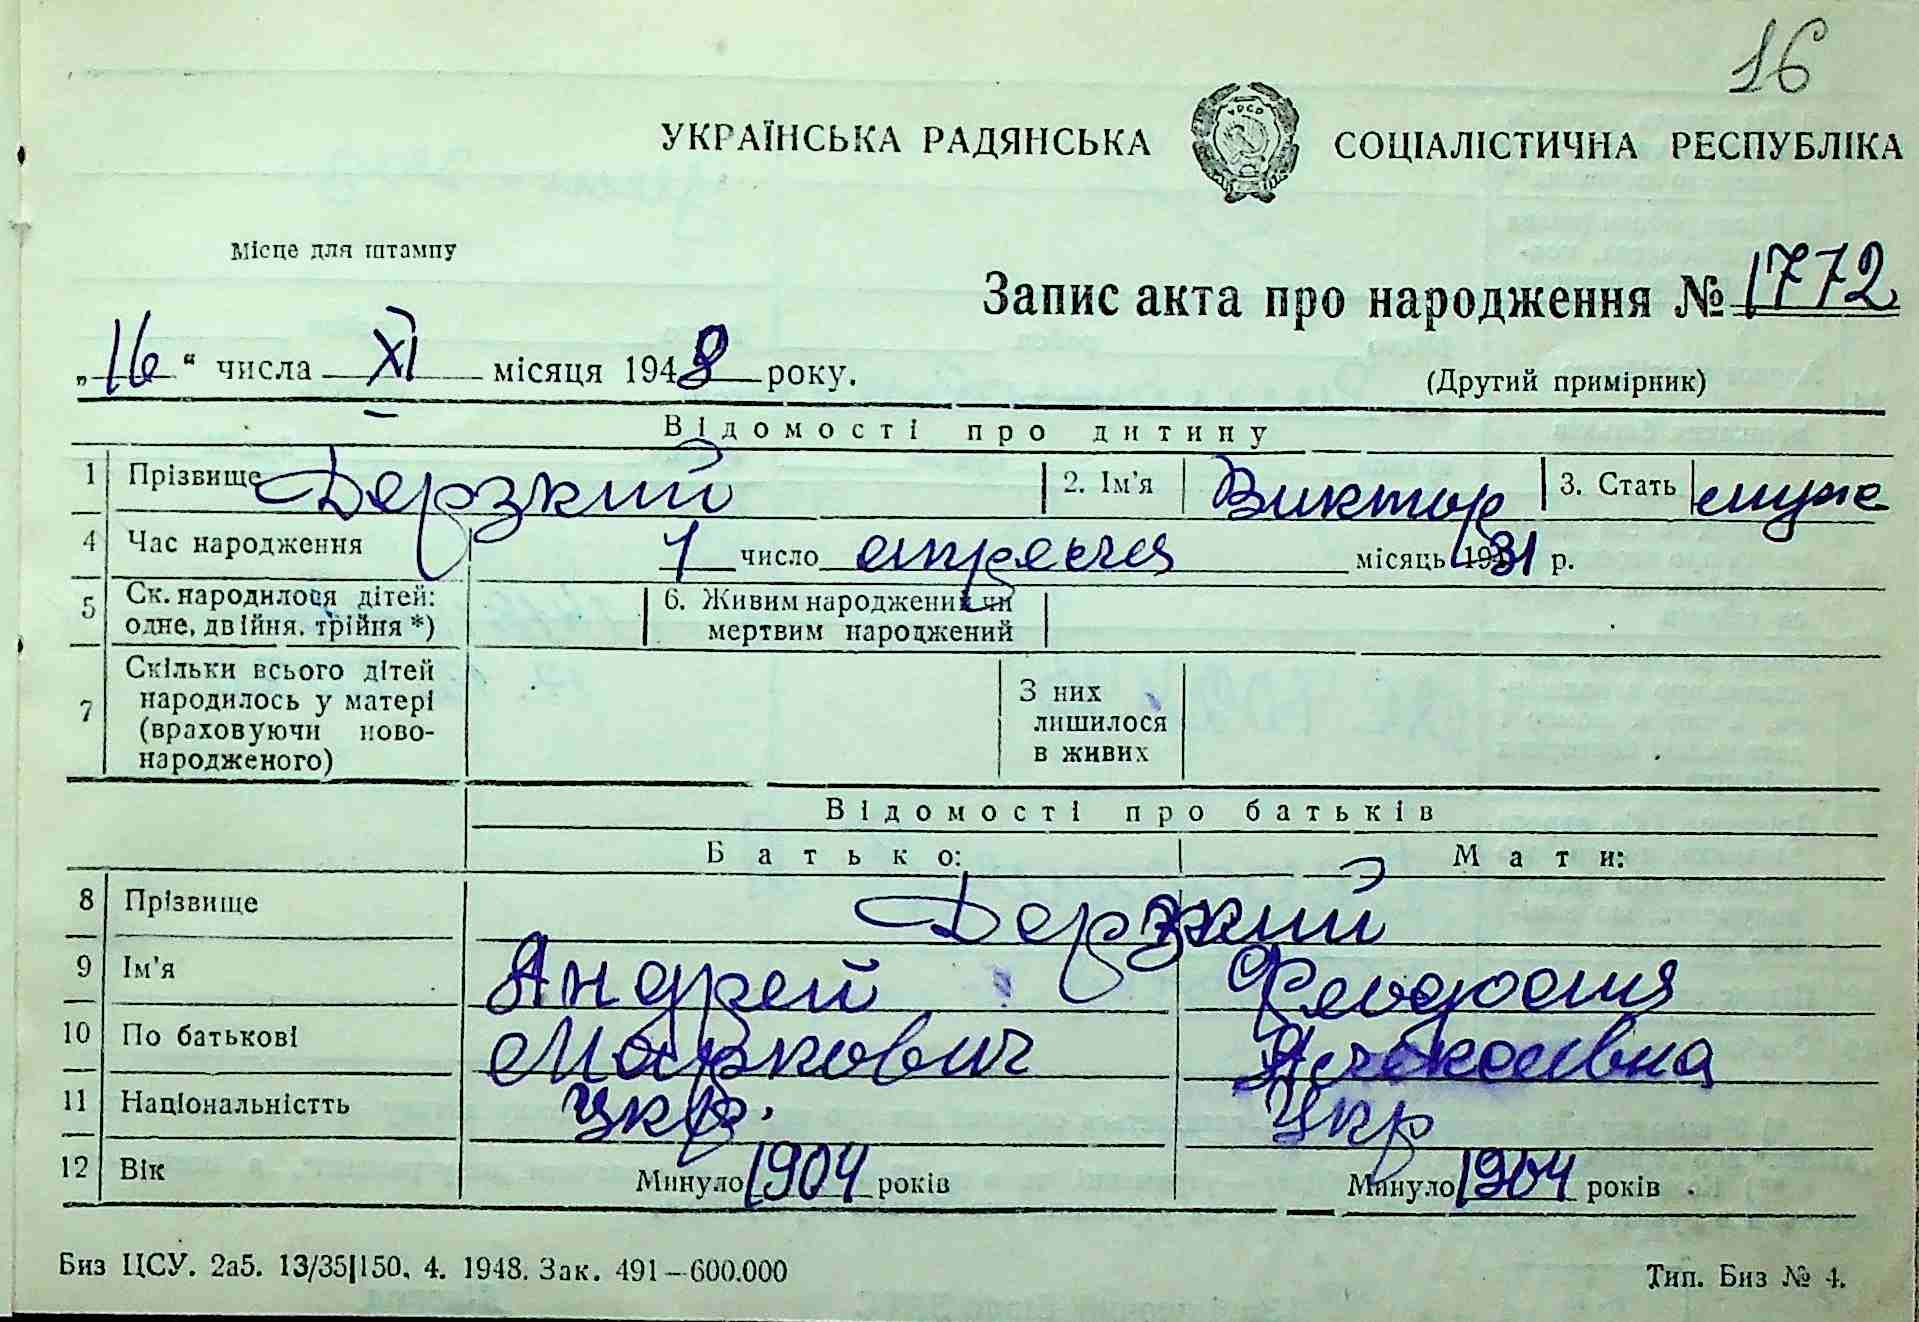 16
УКРАЇНСЬКА РАДЯНСЬКА СОЦІАЛІСТИЧНА РЕСПУБЛІКА
УРСР
Місце для штампу
Запис акта про народження № 1772
„16“ числа XI місяця 1948 року.
(Другий примірник)
Відомості про дитину
1 Прізвище Дерзкий 2. Ім'я Виктор 3. Стать муж
4 Час народження 1 число апреля місяць 1931 р.
5 Ск. народилося дітей: одне, двійня, трійня *) 6. Живим народжений чи мертвим народжений
7 Скільки всього дітей народилось у матері (враховуючи новонародженого) З них лишилося в живих
Відомості про батьків
Батько: Мати:
8 Прізвище Дерзкий
9 Ім'я Андрей Феодосия
10 По батькові Маркович
11 Національністть укр. Укр
12 Вік Минуло 1904 років Минуло 1904 років
Биз ЦСУ. 2а5. 13/35|150, 4. 1948. Зак. 491–600.000
Тип. Биз № 4.